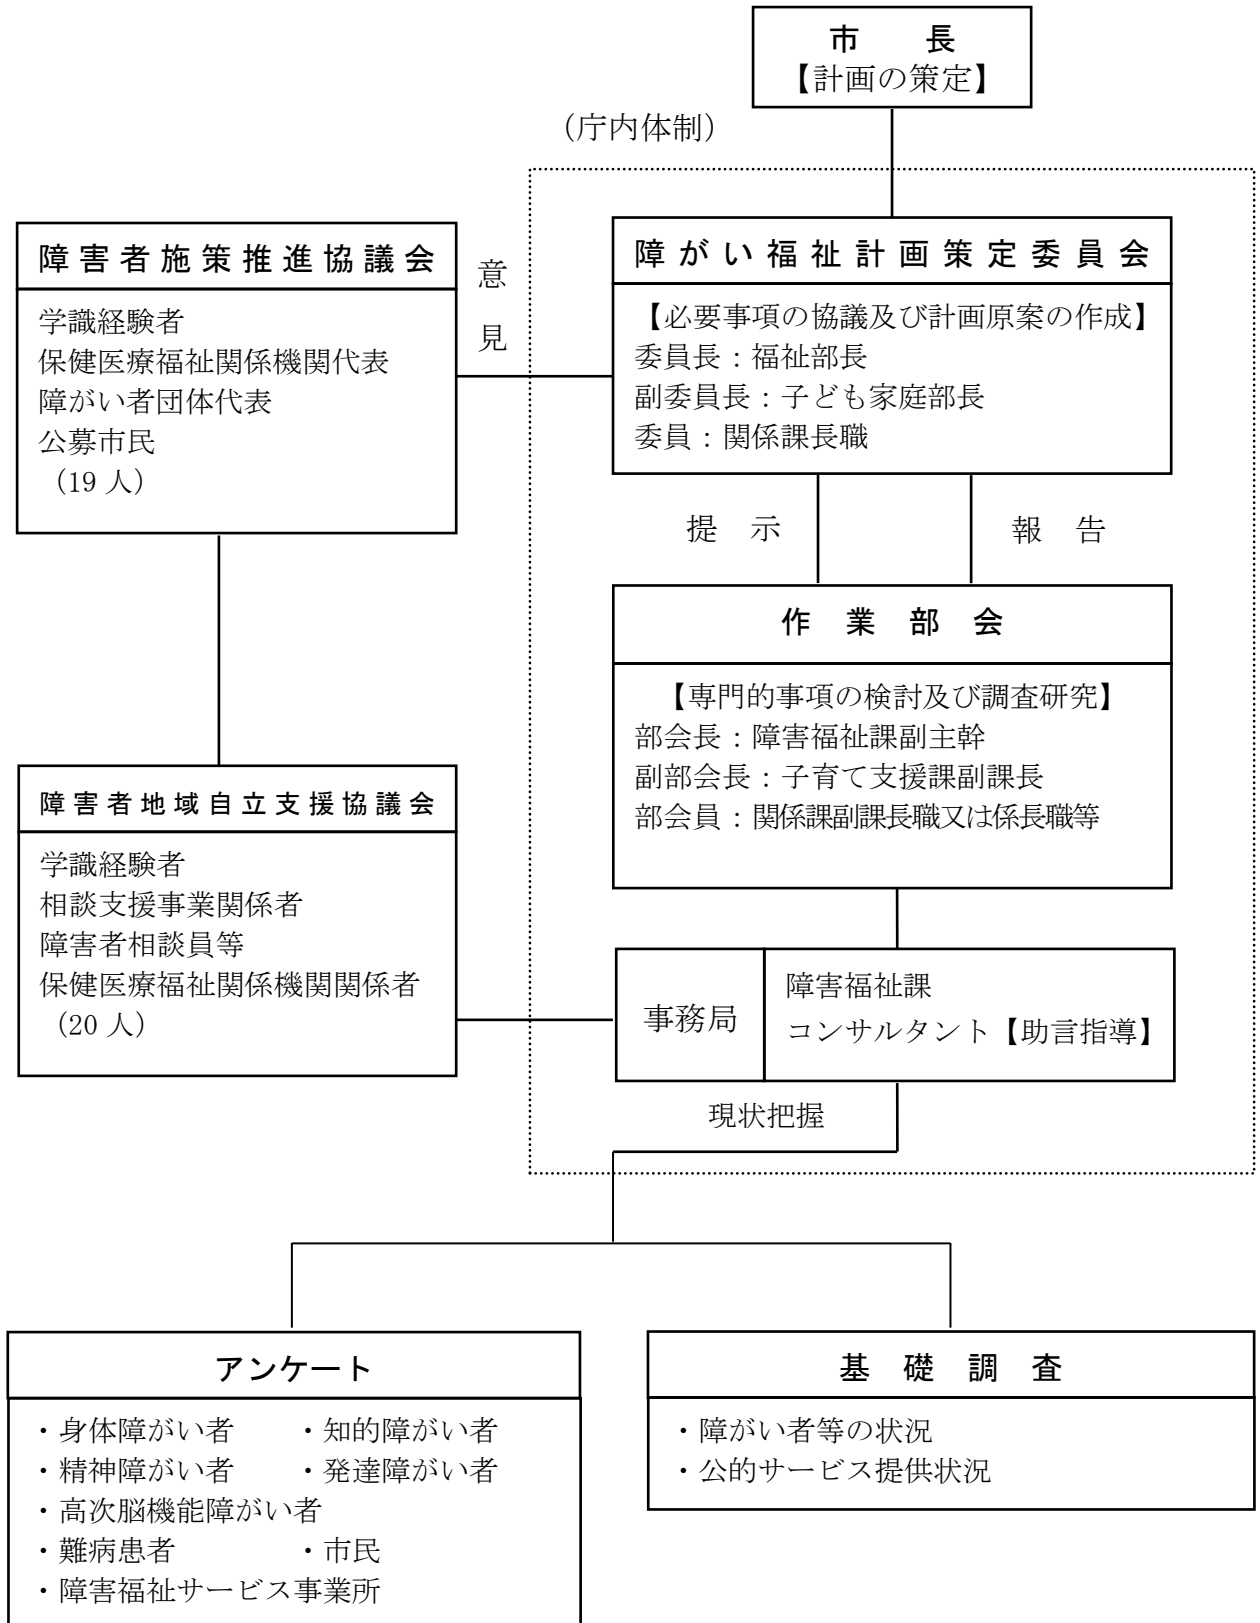 市　長
【計画の策定】
（庁内体制）
障害者施策推進協議会
学識経験者
保健医療福祉関係機関代表
障がい者団体代表
公募市民
（19 人）
意見
障がい福祉計画策定委員会
【必要事項の協議及び計画原案の作成】
委員長：福祉部長
副委員長：子ども家庭部長
委員：関係課長職
提　示
報　告
作　業　部　会
【専門的事項の検討及び調査研究】
部会長：障害福祉課副主幹
副部会長：子育て支援課副課長
部会員：関係課副課長職又は係長職等
障害者地域自立支援協議会
学識経験者
相談支援事業関係者
障害者相談員等
保健医療福祉関係機関関係者
（20 人）
事務局
障害福祉課
コンサルタント【助言指導】
現状把握
アンケート
・身体障がい者　・知的障がい者
・精神障がい者　・発達障がい者
・高次脳機能障がい者
・難病患者　・市民
・障害福祉サービス事業所
基　礎　調　査
・障がい者等の状況
・公的サービス提供状況